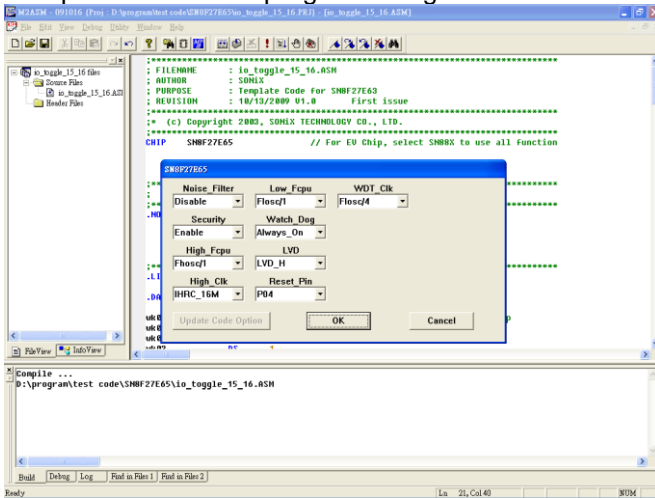 M2ASM - 091016 (Proj : D:\program\test code\SN8F27E65\io_toggle_15_16.PRJ) - [io_toggle_15_16.ASM]
File Edit View Debug Utility Window Help
io_toggle_15_16 files
Source Files
io_toggle_15_16.ASM
Header Files
;*******************************************************************************
; FILENAME : io_toggle_15_16.ASM
; AUTHOR : SONiX
; PURPOSE : Template Code for SN8F27E63
; REVISION : 10/13/2009 V1.0 First issue
;*******************************************************************************
;* (c) Copyright 2003, SONiX TECHNOLOGY CO., LTD.
;*******************************************************************************
CHIP SN8F27E65 // For EV Chip, select SN88X to use all function
SN8F27E65
Noise_Filter Low_Fcpu WDT_Clk
Disable Flosc/1 Flosc/4
Security Watch_Dog
Enable Always_On
High_Fcpu LVD
Fhosc/1 LVD_H
High_Clk Reset_Pin
IHRC_16M P04
Update Code Option OK Cancel
FileView InfoView
Compile ...
D:\program\test code\SN8F27E65\io_toggle_15_16.ASM
Build Debug Log Find in Files 1 Find in Files 2
Ready Ln 21, Col 40 NUM